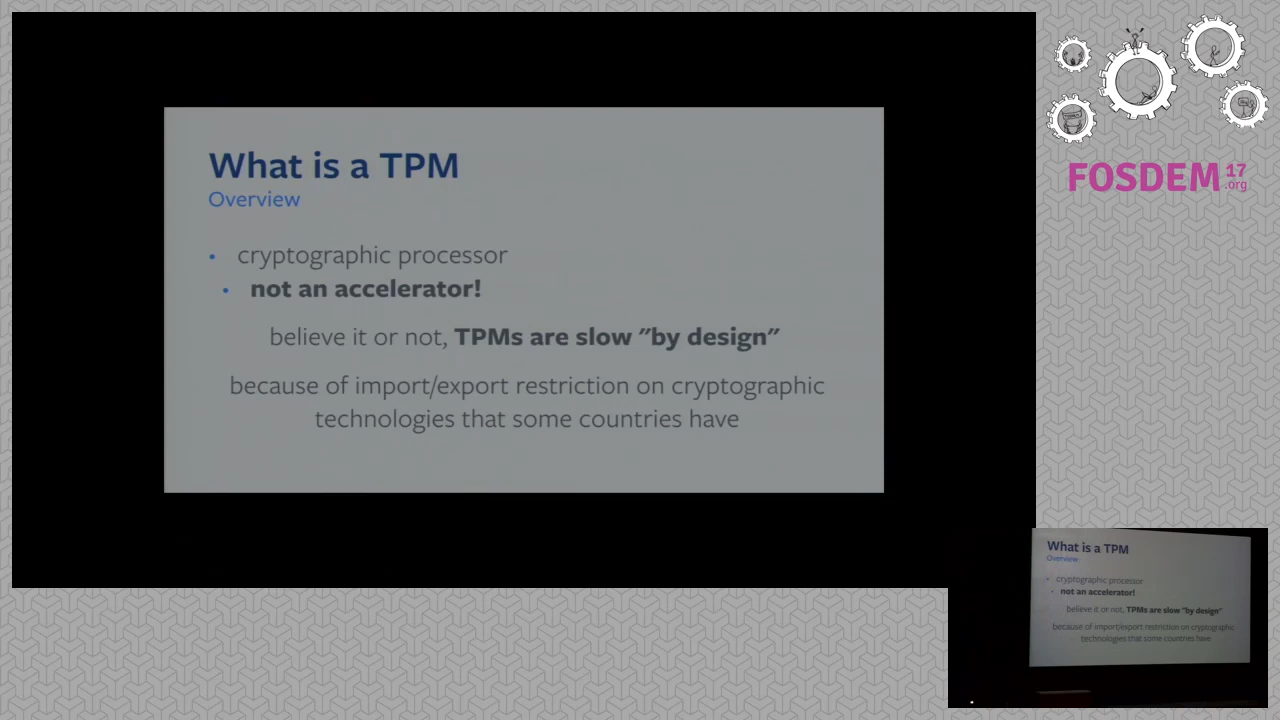 What is a TPM
Overview
• cryptographic processor
• not an accelerator!
believe it or not, TPMs are slow "by design"
because of import/export restriction on cryptographic
technologies that some countries have
FOSDEM 17
.org
What is a TPM
Overview
• cryptographic processor
• not an accelerator!
believe it or not, TPMs are slow "by design"
because of import/export restriction on cryptographic
technologies that some countries have